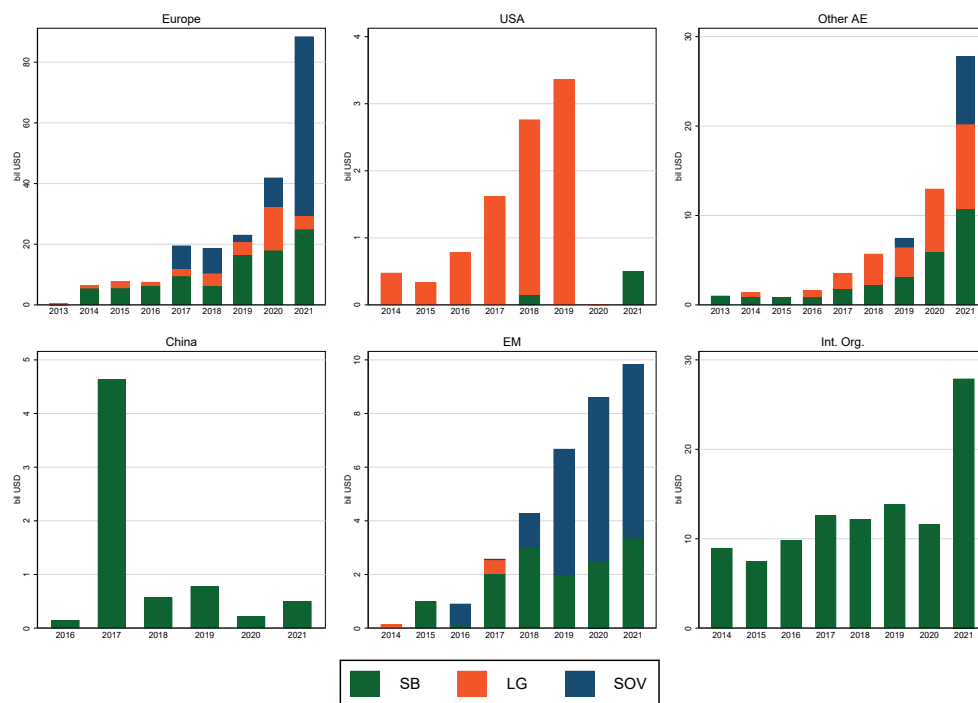 Europe
USA
Other AE
bil USD
0 20 40 60 80
2013 2014 2015 2016 2017 2018 2019 2020 2021
bil USD
0 1 2 3 4
2014 2015 2016 2017 2018 2019 2020 2021
bil USD
0 10 20 30
2013 2014 2015 2016 2017 2018 2019 2020 2021
China
EM
Int. Org.
bil USD
0 1 2 3 4 5
2016 2017 2018 2019 2020 2021
bil USD
0 2 4 6 8 10
2014 2015 2016 2017 2018 2019 2020 2021
bil USD
0 10 20 30
2014 2015 2016 2017 2018 2019 2020 2021
SB LG SOV